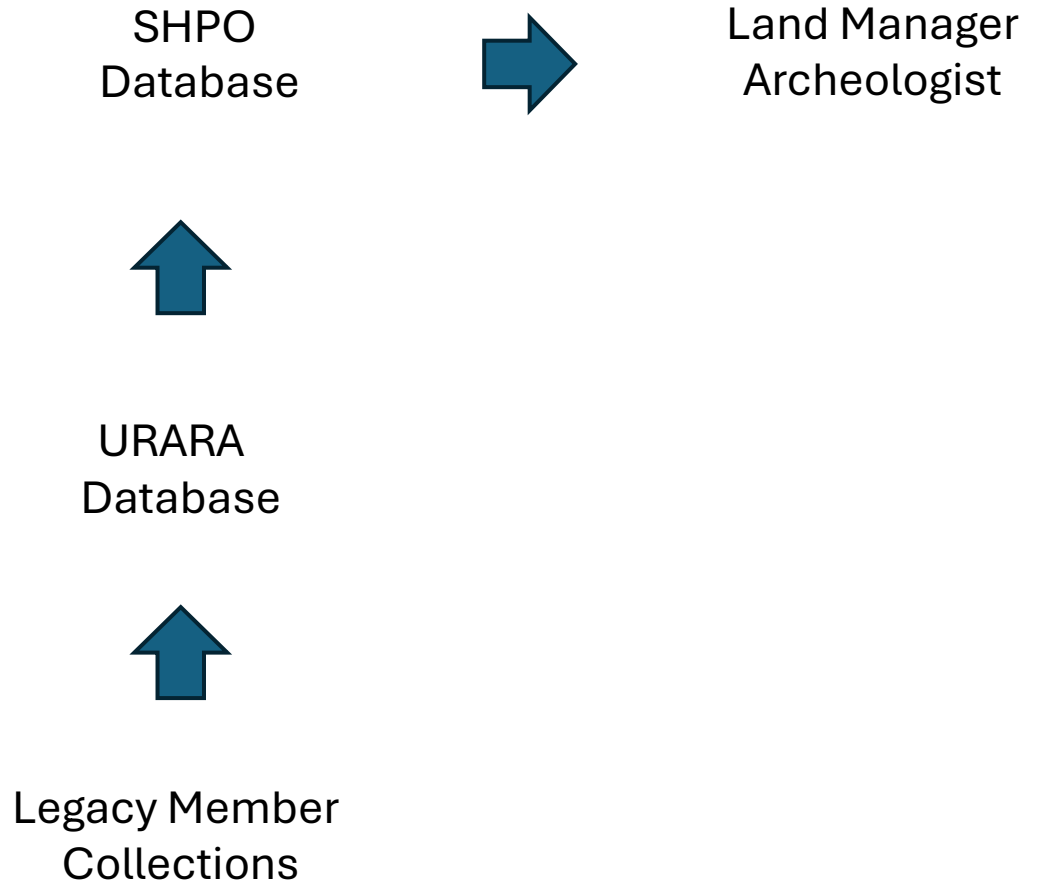 SHPO
Database
Land Manager
Archeologist
URARA
Database
Legacy Member
Collections